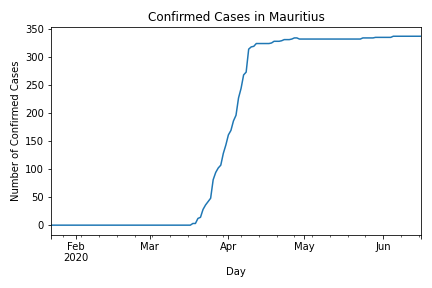 Confirmed Cases in Mauritius
350
300
250
200
150
100
50
0
Number of Confirmed Cases
Feb Mar Apr May Jun
2020
Day